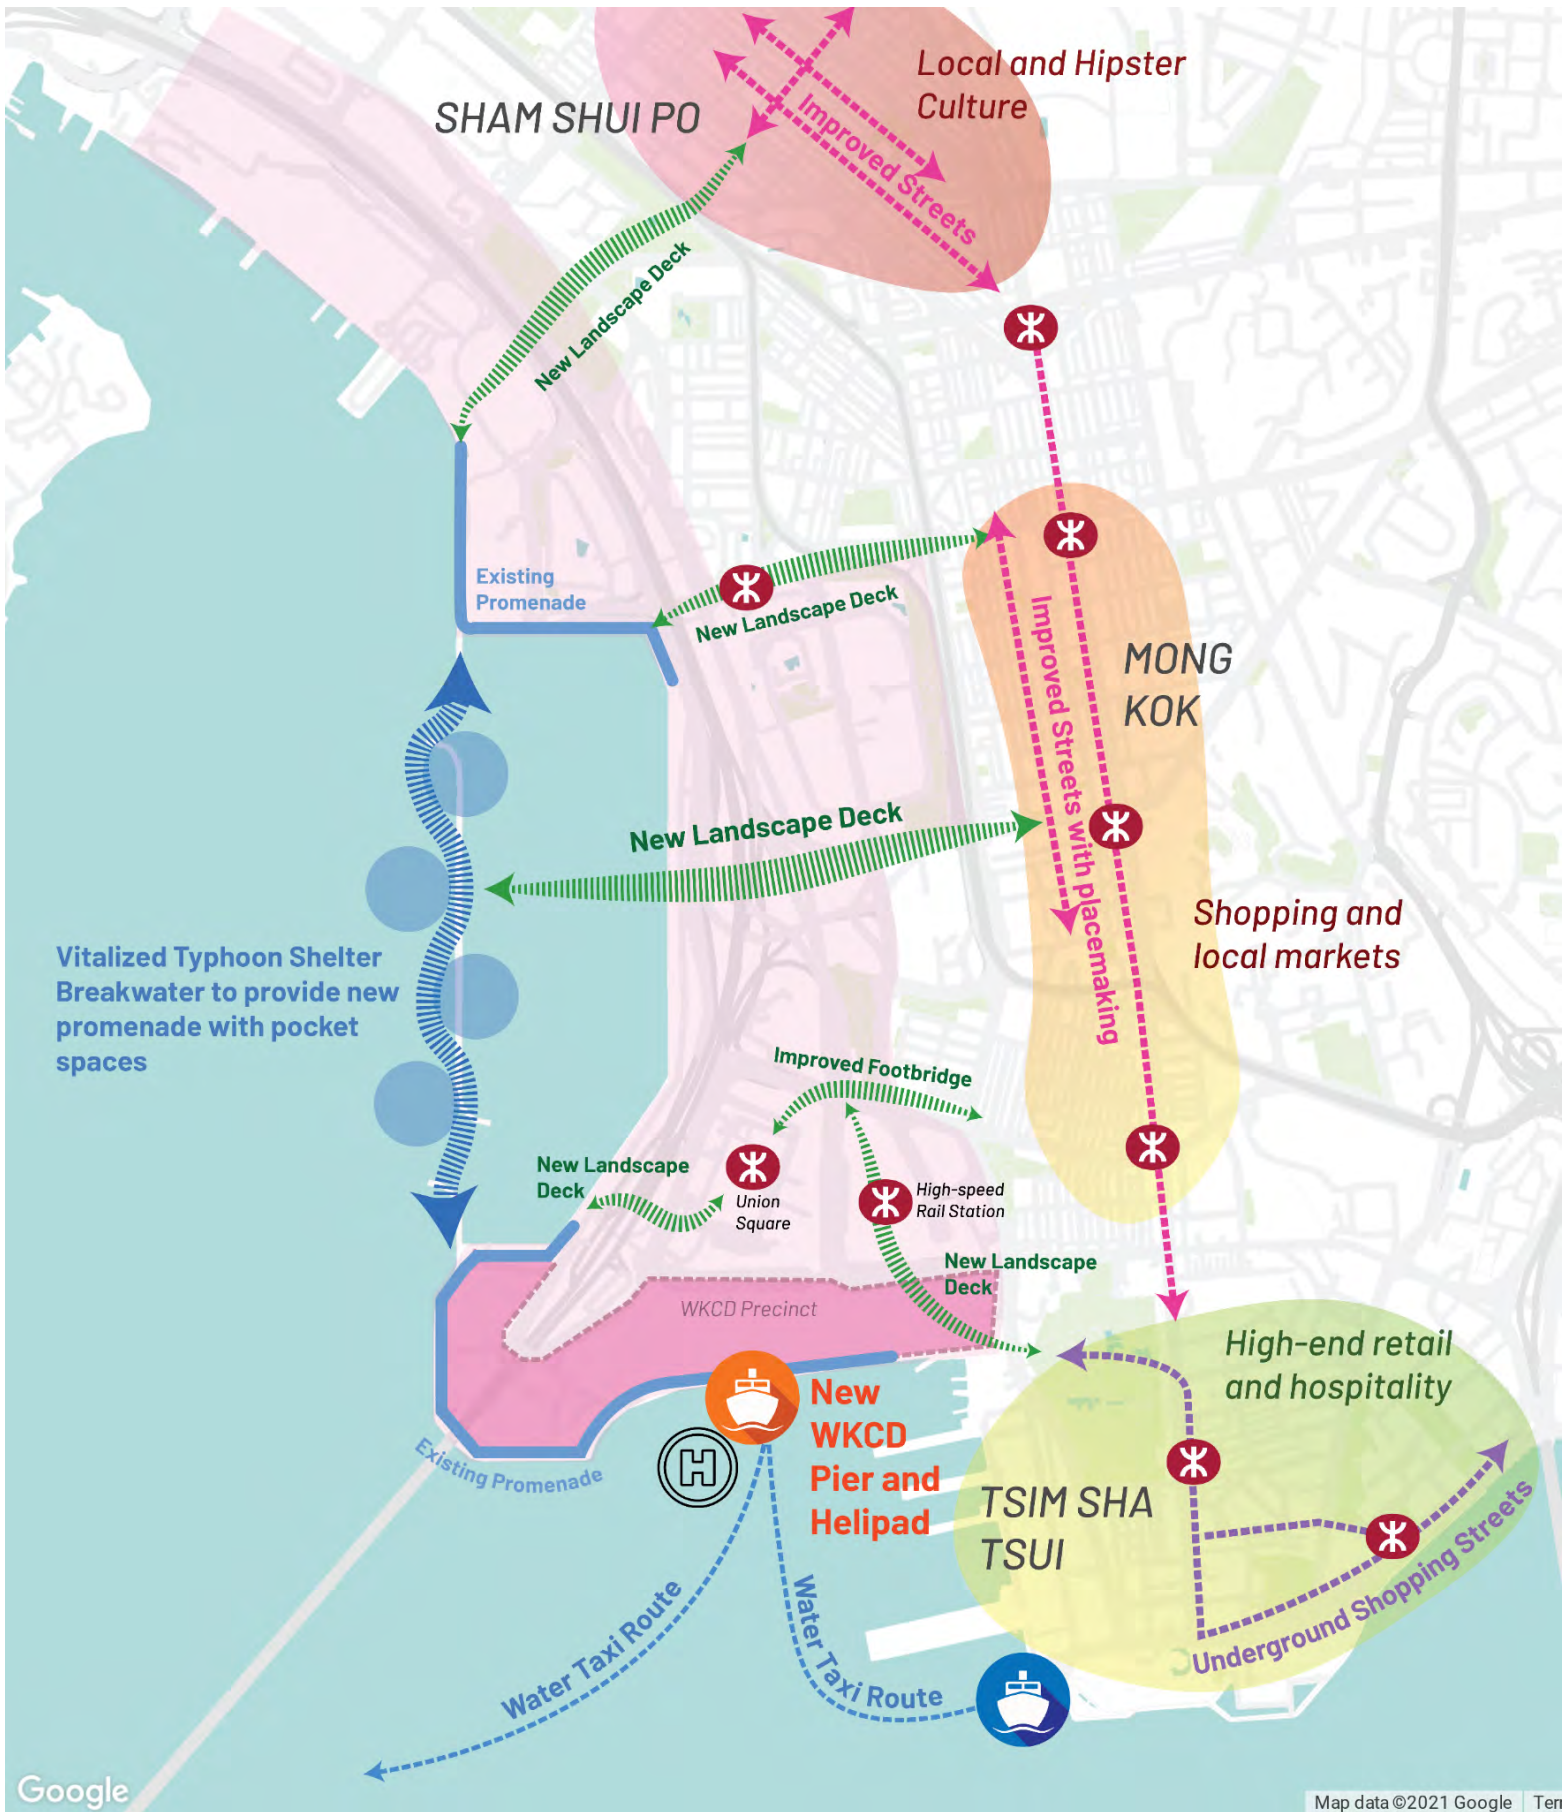 Local and Hipster
Culture
SHAM SHUI PO
Improved Streets
New Landscape Deck
Existing
Promenade
New Landscape Deck
MONG
KOK
Improved Streets with placemaking
New Landscape Deck
Shopping and
local markets
Vitalized Typhoon Shelter
Breakwater to provide new
promenade with pocket
spaces
Improved Footbridge
New Landscape
Deck
Union
Square
High-speed
Rail Station
New Landscape
Deck
WKCD Precinct
High-end retail
and hospitality
New
WKCD
Pier and
Helipad
H
Existing Promenade
TSIM SHA
TSUI
Underground Shopping Streets
Water Taxi Route
Water Taxi Route
Google
Map data ©2021 Google